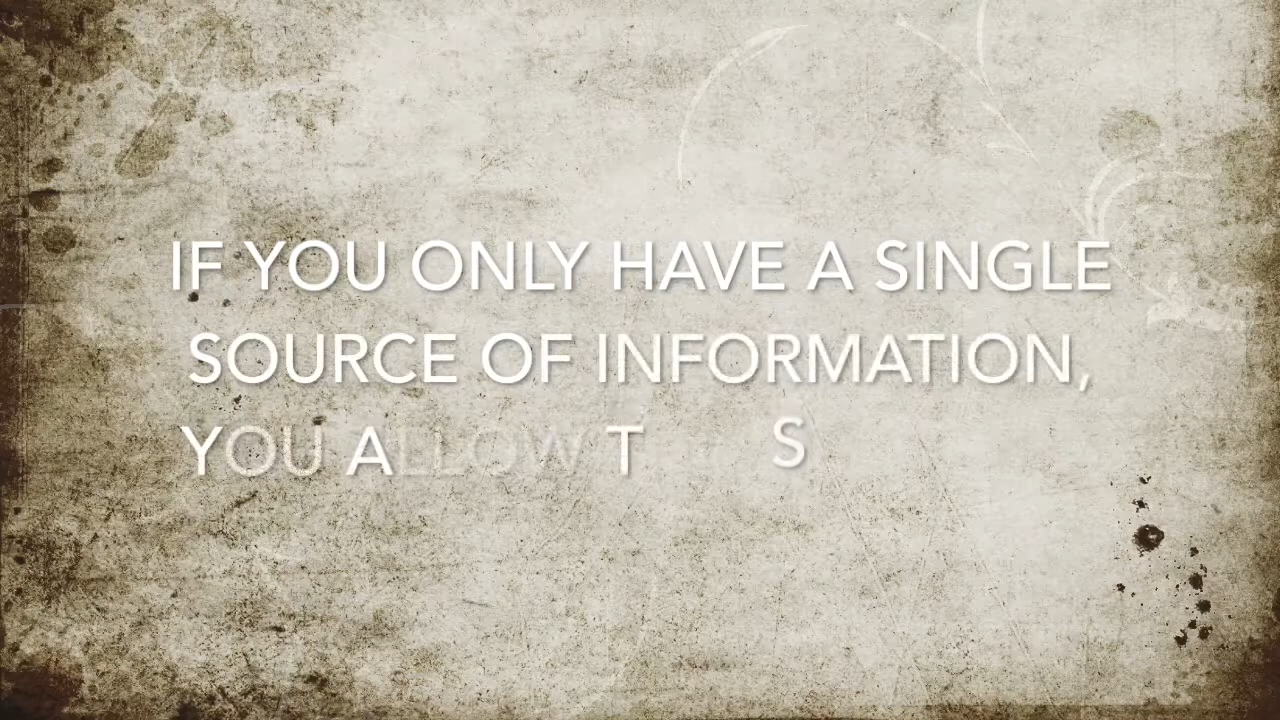 IF YOU ONLY HAVE A SINGLE
SOURCE OF INFORMATION,
YOU ALLOW T S